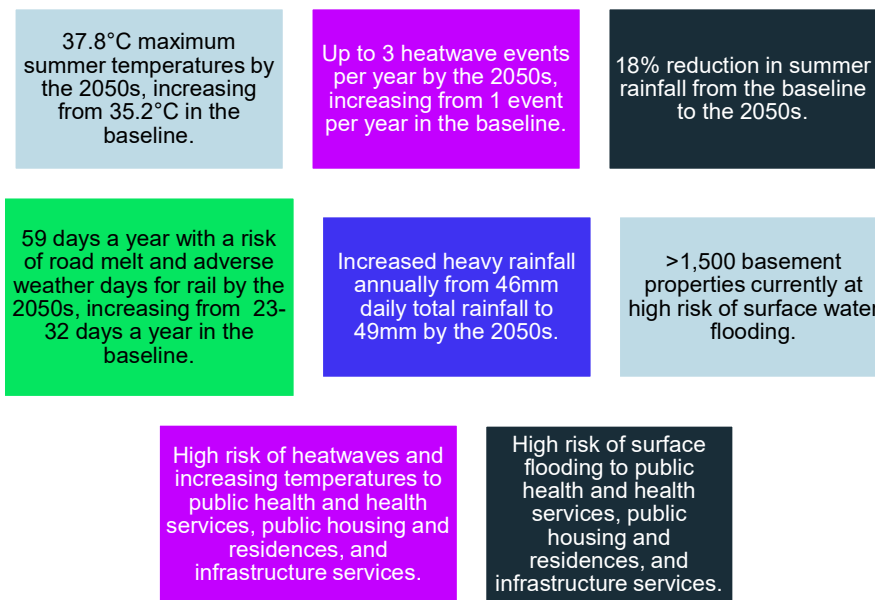 37.8°C maximum
summer temperatures by
the 2050s, increasing
from 35.2°C in the
baseline.
Up to 3 heatwave events
per year by the 2050s,
increasing from 1 event
per year in the baseline.
18% reduction in summer
rainfall from the baseline
to the 2050s.
59 days a year with a risk
of road melt and adverse
weather days for rail by the
2050s, increasing from 23-
32 days a year in the
baseline.
Increased heavy rainfall
annually from 46mm
daily total rainfall to
49mm by the 2050s.
>1,500 basement
properties currently at
high risk of surface water
flooding.
High risk of heatwaves and
increasing temperatures to
public health and health
services, public housing and
residences, and
infrastructure services.
High risk of surface
flooding to public
health and health
services, public
housing and
residences, and
infrastructure services.